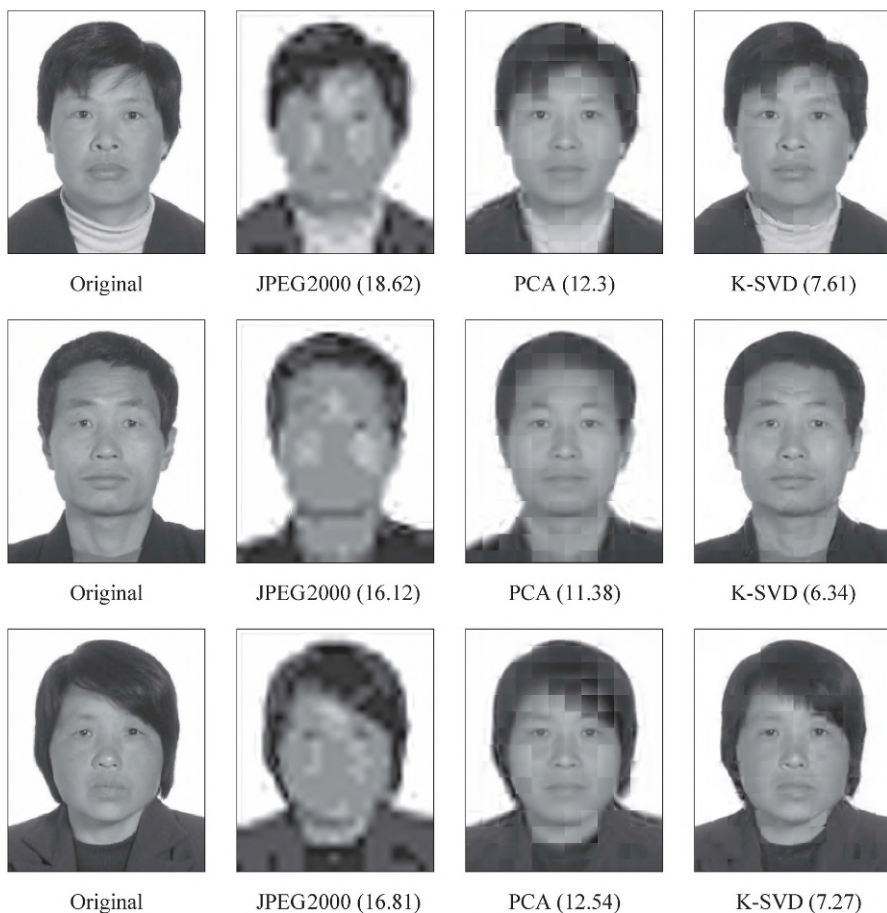 Original JPEG2000 (18.62) PCA (12.3) K-SVD (7.61)
Original JPEG2000 (16.12) PCA (11.38) K-SVD (6.34)
Original JPEG2000 (16.81) PCA (12.54) K-SVD (7.27)